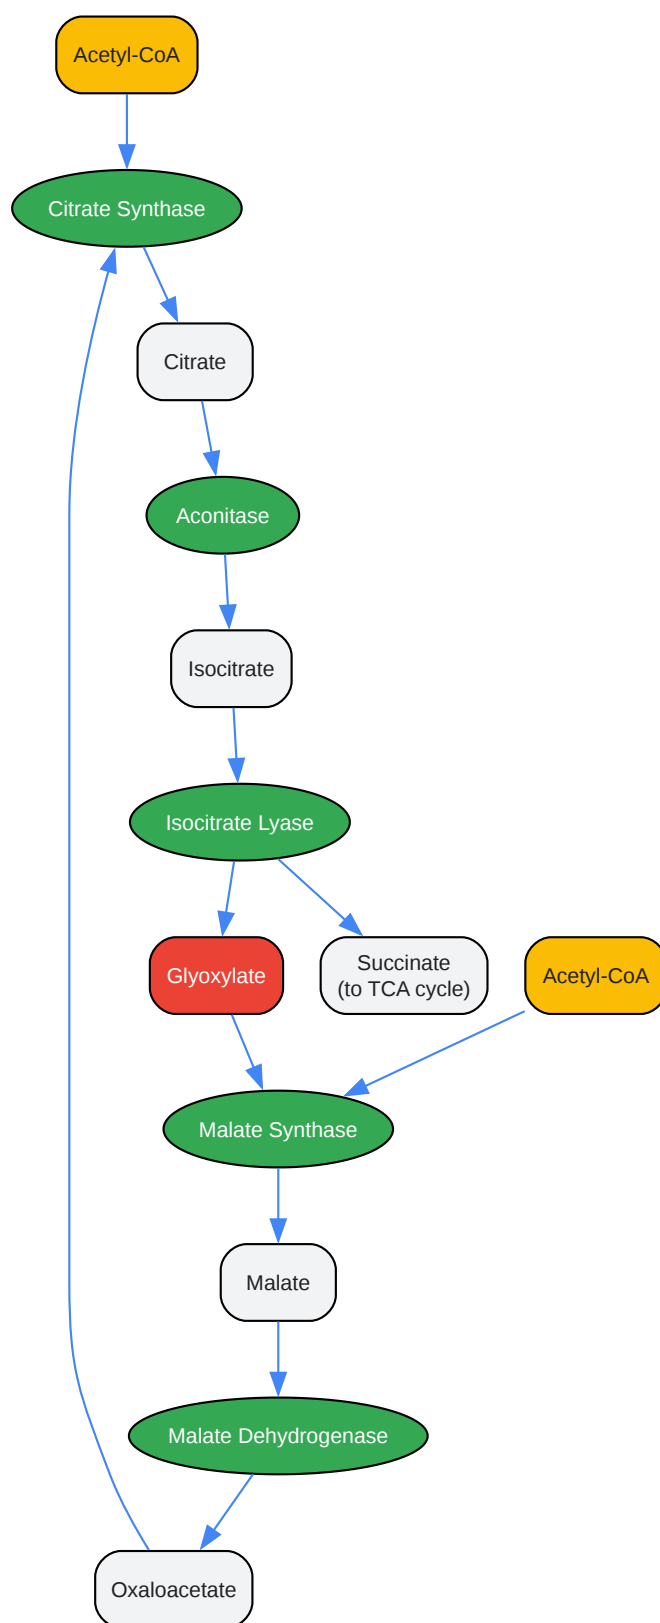 Acetyl-CoA
Citrate Synthase
Citrate
Aconitase
Isocitrate
Isocitrate Lyase
Glyoxylate
Succinate
(to TCA cycle)
Acetyl-CoA
Malate Synthase
Malate
Malate Dehydrogenase
Oxaloacetate